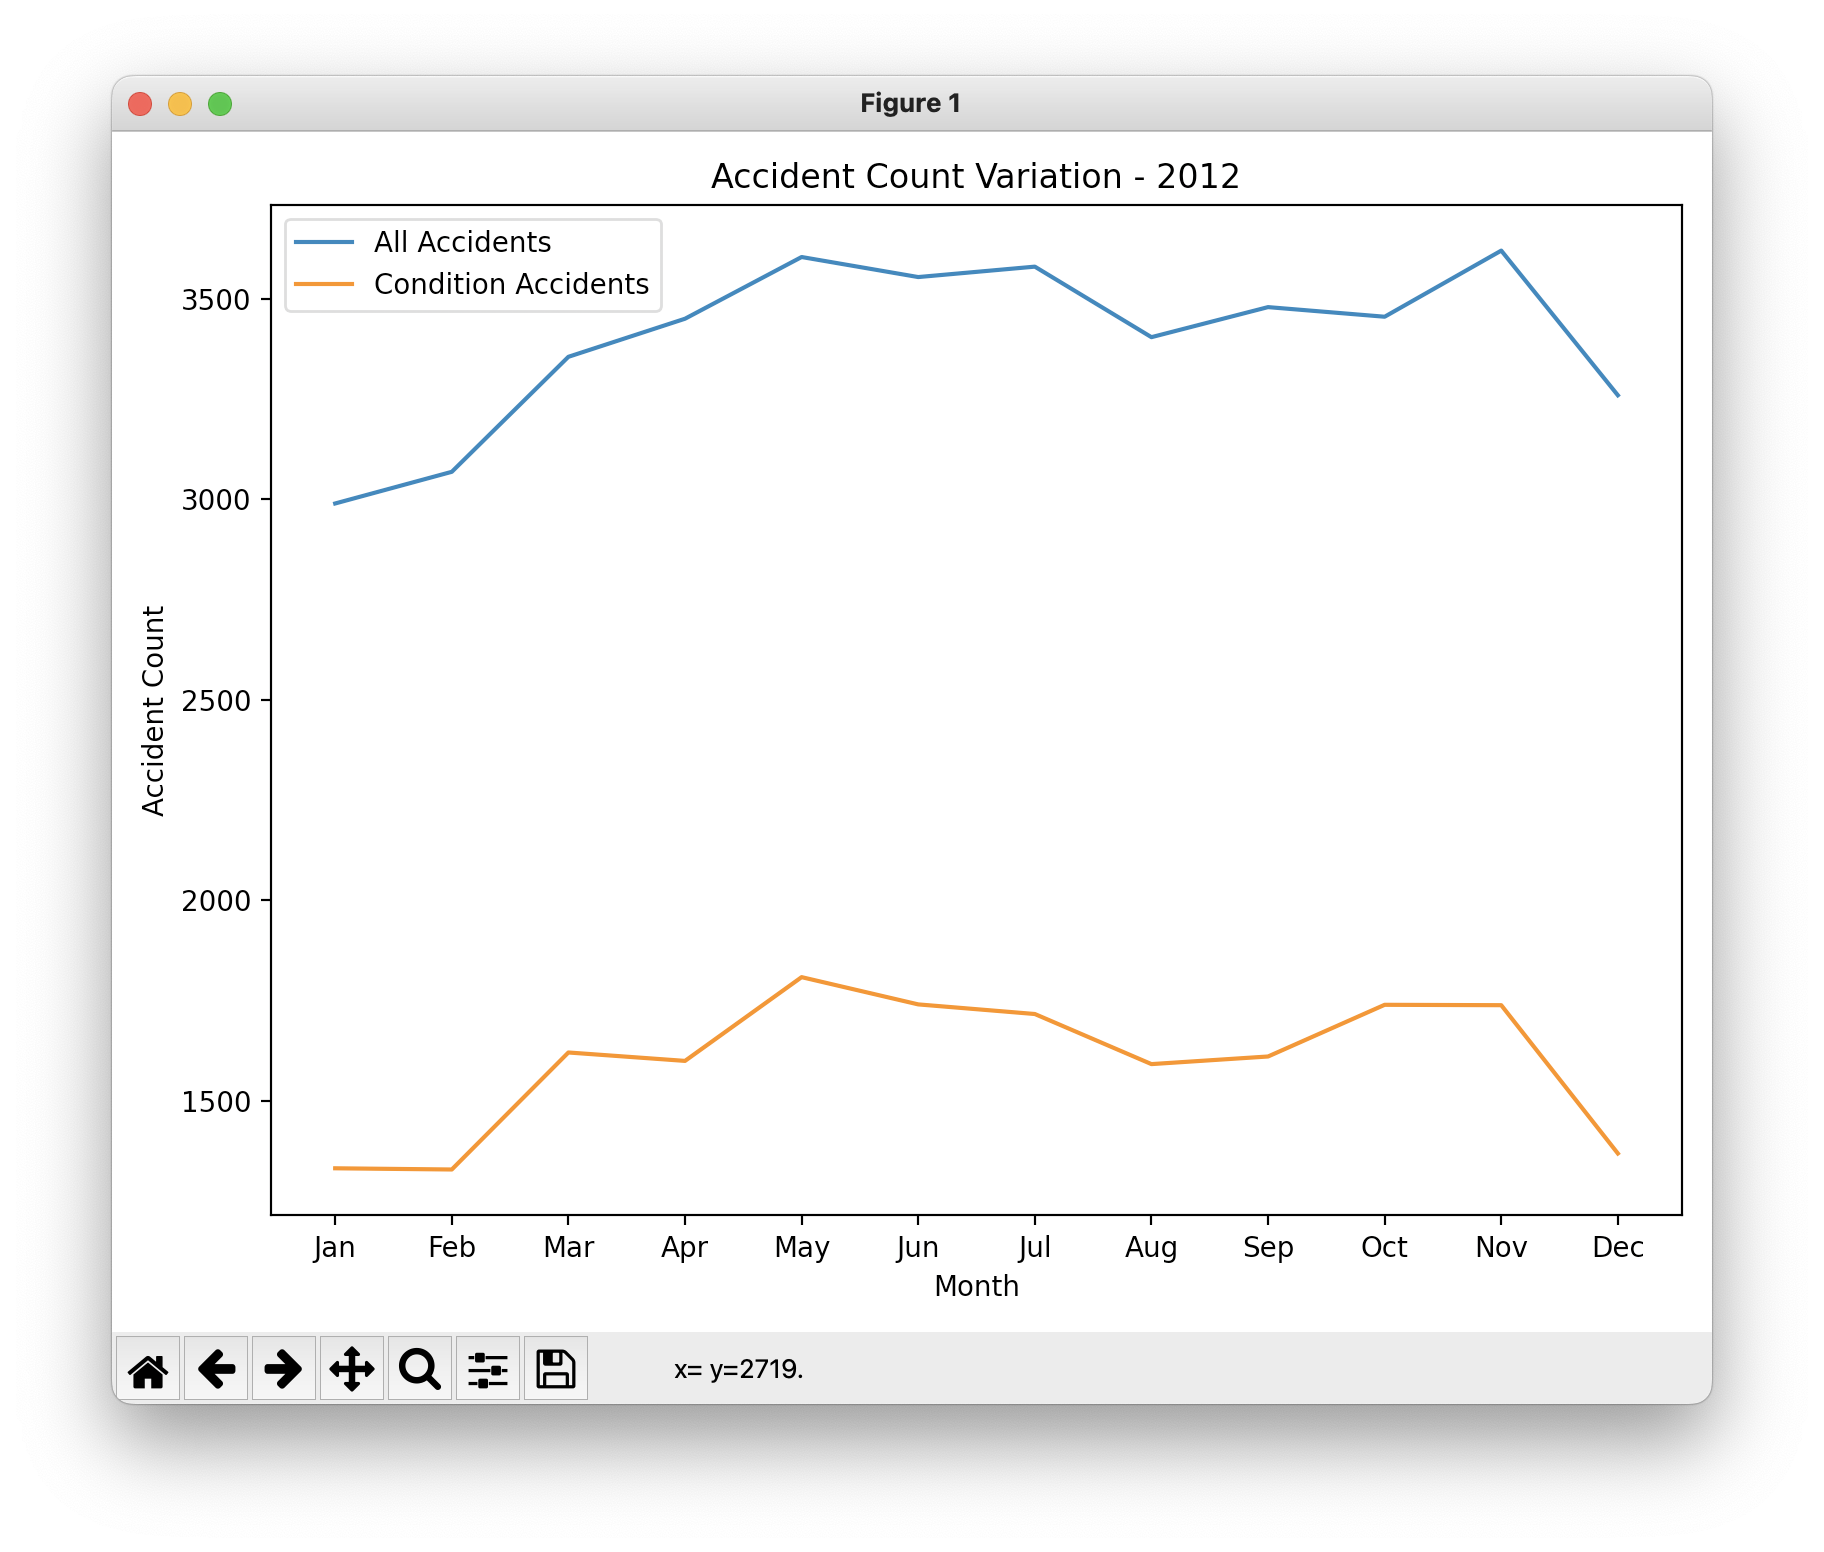 Figure 1
Accident Count Variation - 2012
All Accidents
Condition Accidents
3500
3000
2500
2000
1500
Accident Count
Jan Feb Mar Apr May Jun Jul Aug Sep Oct Nov Dec
Month
x= y=2719.